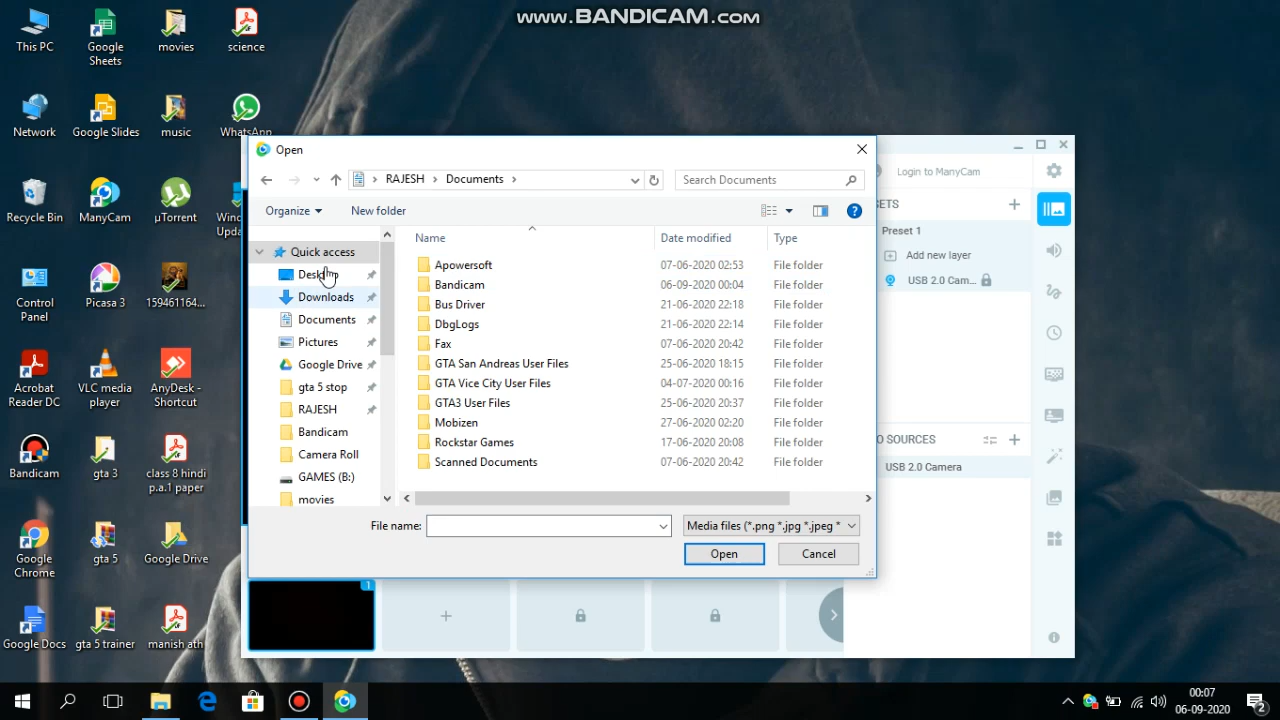 www.BANDICAM.com
This PC
Google Sheets
movies
science
Network
Google Slides
music
WhatsApp
Recycle Bin
ManyCam
µTorrent
Wind
Upda
Control Panel
Picasa 3
159461164...
Acrobat Reader DC
VLC media player
AnyDesk - Shortcut
Bandicam
gta 3
class 8 hindi p.a.1 paper
Google Chrome
gta 5
Google Drive
Google Docs
gta 5 trainer
manish ath
Open
RAJESH
Documents
Search Documents
Organize
New folder
Name
Date modified
Type
Quick access
Desktop
Downloads
Documents
Pictures
Google Drive
gta 5 stop
RAJESH
Bandicam
Camera Roll
GAMES (B:)
movies
Apowersoft 07-06-2020 02:53 File folder
Bandicam 06-09-2020 00:04 File folder
Bus Driver 21-06-2020 22:18 File folder
DbgLogs 21-06-2020 22:14 File folder
Fax 07-06-2020 20:42 File folder
GTA San Andreas User Files 25-06-2020 18:15 File folder
GTA Vice City User Files 04-07-2020 00:16 File folder
GTA3 User Files 25-06-2020 20:37 File folder
Mobizen 27-06-2020 02:20 File folder
Rockstar Games 17-06-2020 20:08 File folder
Scanned Documents 07-06-2020 20:42 File folder
File name:
Media files (*.png *.jpg *.jpeg *
Open
Cancel
Login to ManyCam
ETS
Preset 1
Add new layer
USB 2.0 Cam...
O SOURCES
USB 2.0 Camera
1
00:07
06-09-2020
2